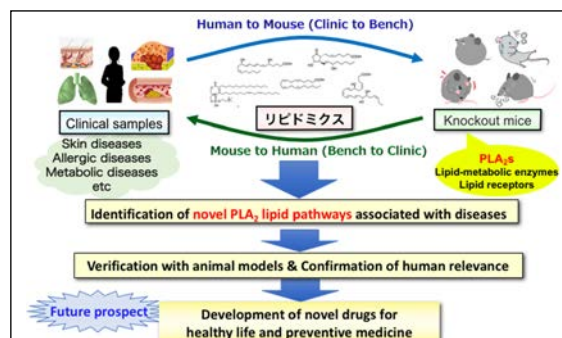 Human to Mouse (Clinic to Bench)
リピドミクス
Clinical samples
Knockout mice
Skin diseases
Allergic diseases
Metabolic diseases
etc
Mouse to Human (Bench to Clinic)
PLA₂s
Lipid-metabolic enzymes
Lipid receptors
Identification of novel PLA₂ lipid pathways associated with diseases
Verification with animal models & Confirmation of human relevance
Future prospect
Development of novel drugs for
healthy life and preventive medicine